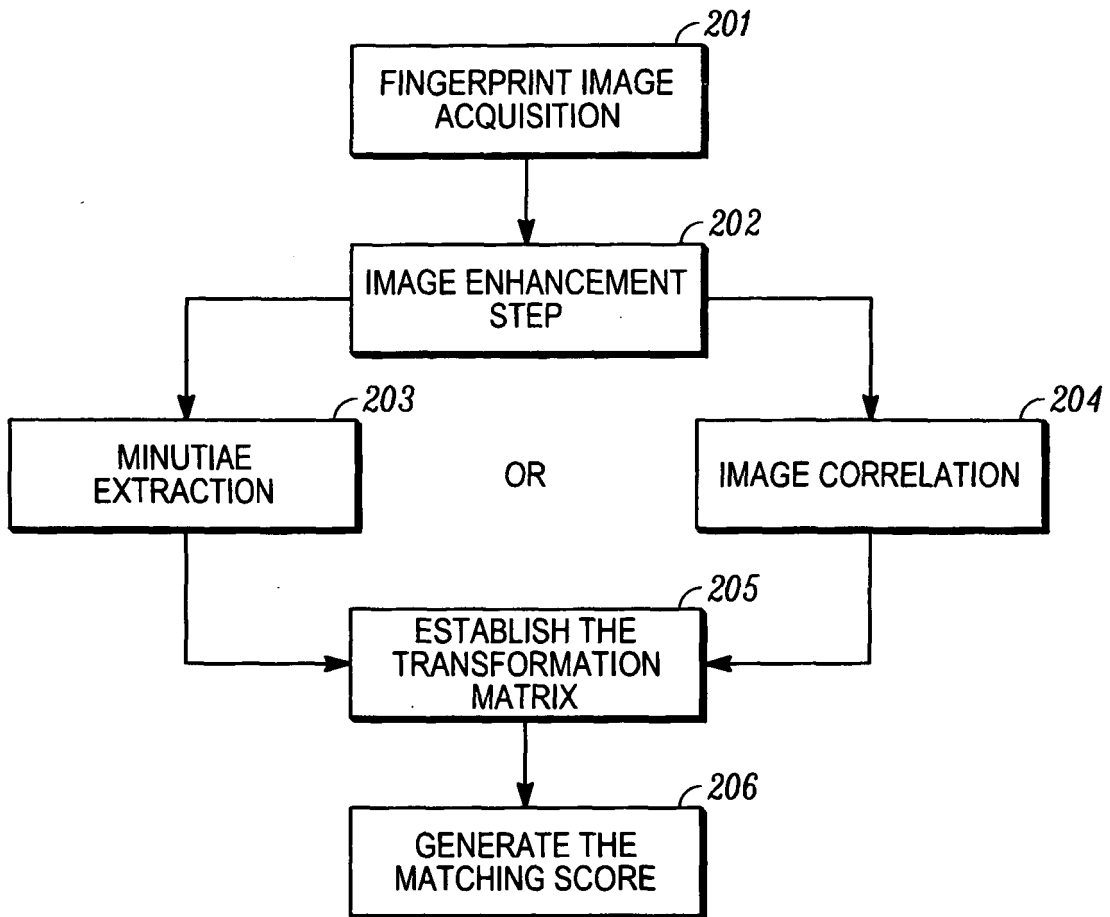 201
FINGERPRINT IMAGE
ACQUISITION
202
IMAGE ENHANCEMENT
STEP
203
MINUTIAE
EXTRACTION
OR
204
IMAGE CORRELATION
205
ESTABLISH THE
TRANSFORMATION
MATRIX
206
GENERATE THE
MATCHING SCORE